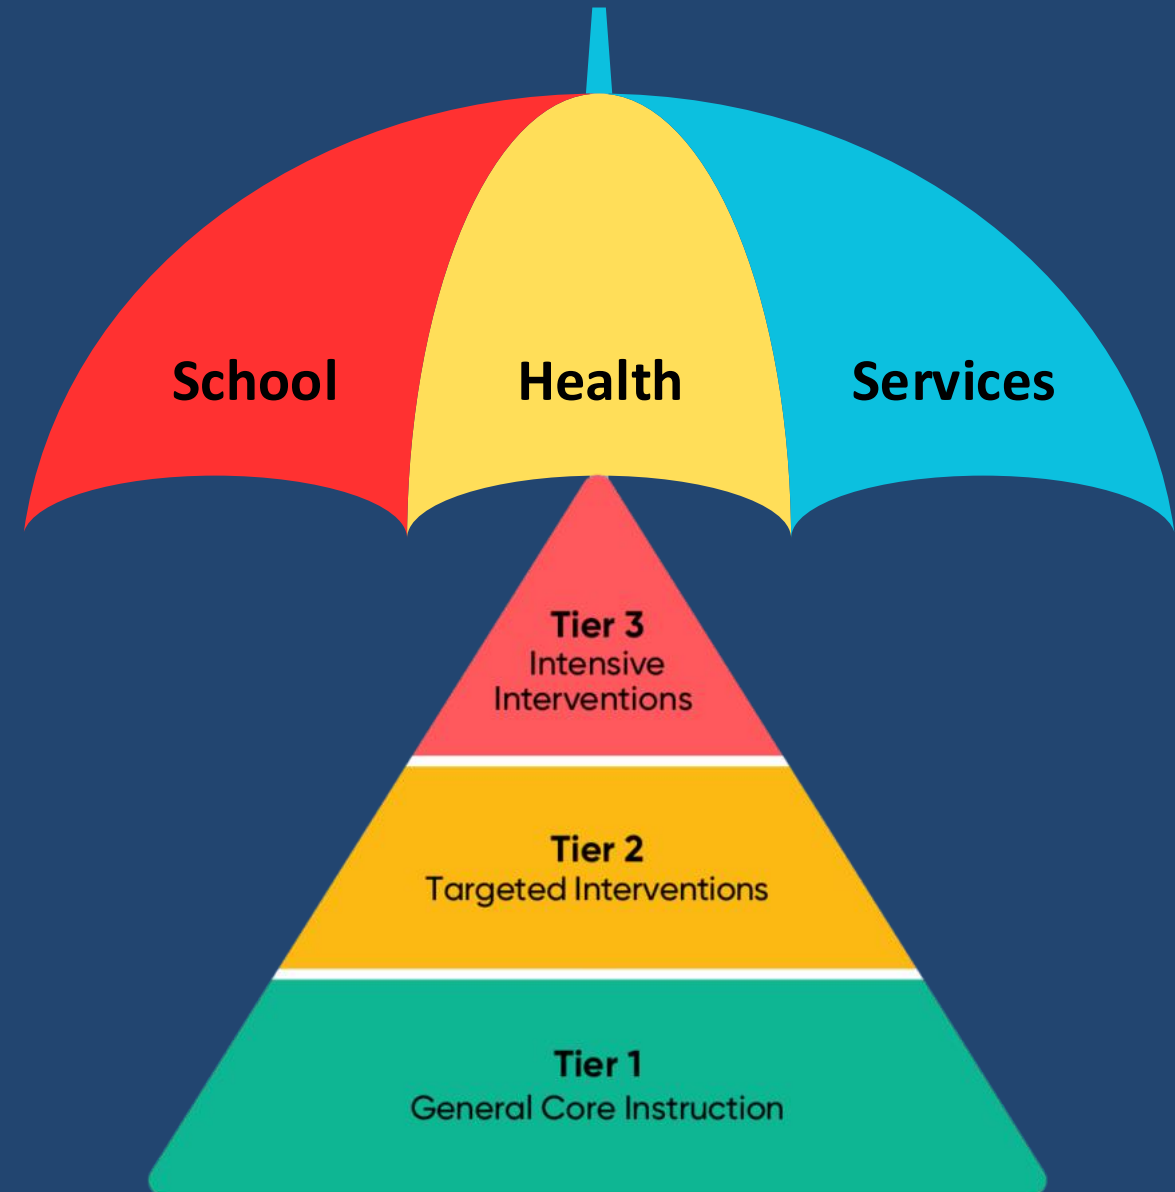 School Health Services
Tier 3
Intensive
Interventions
Tier 2
Targeted Interventions
Tier 1
General Core Instruction